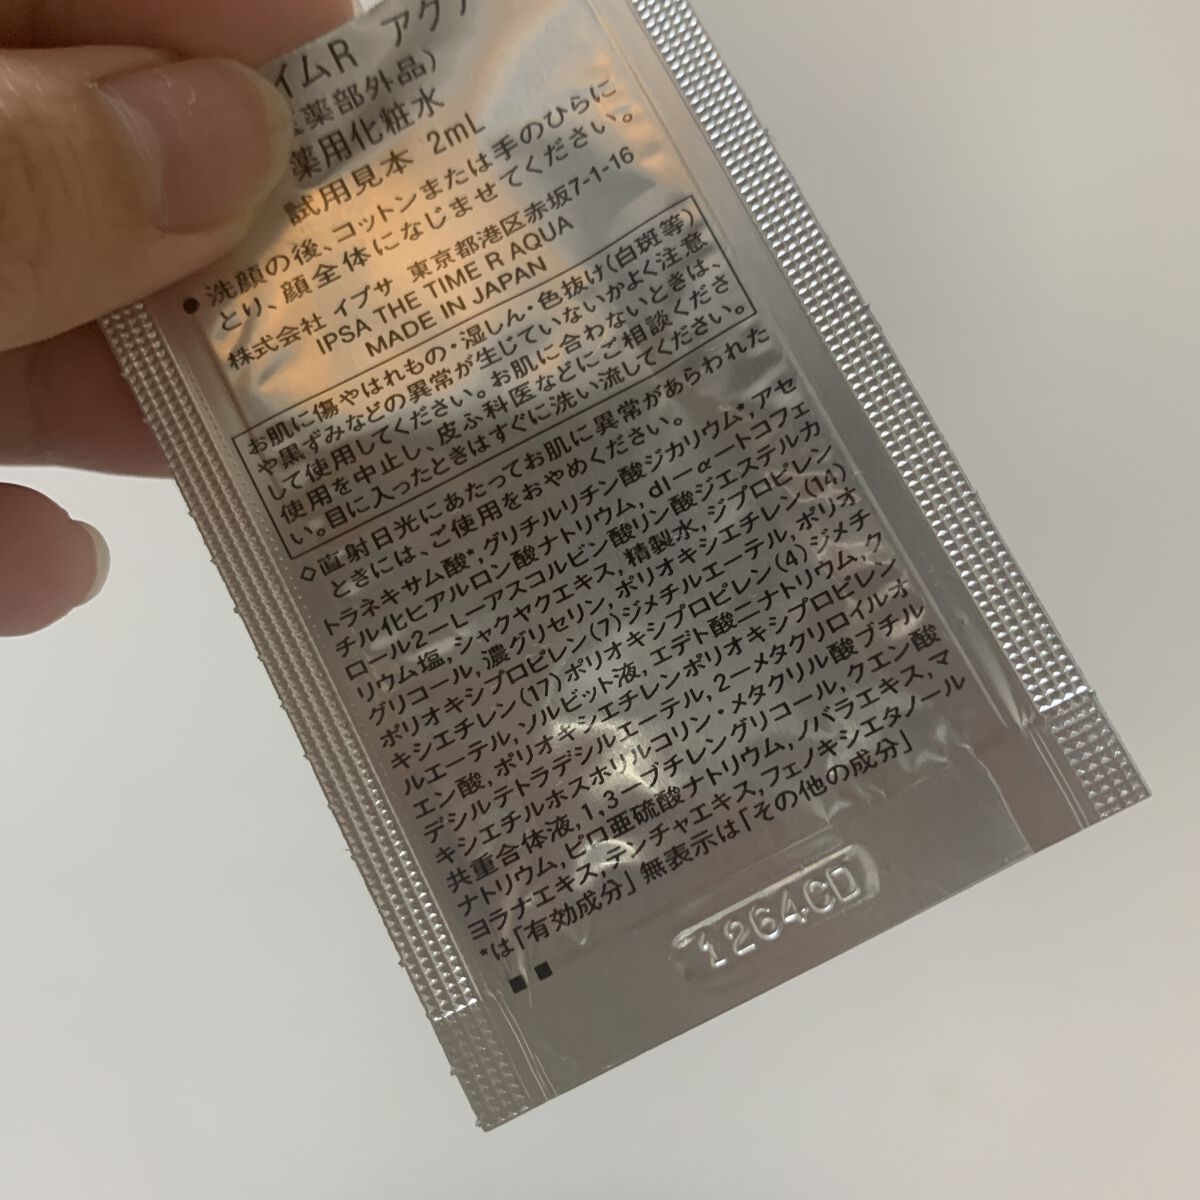 イムR アク
薬部外品)
薬用化粧水
試用見本 2mL
●洗顔の後、コットンまたは手のひらに
とり、顔全体になじませてください。
株式会社 イプサ 東京都港区赤坂7-1-16
IPSA THE TIME R AQUA
MADE IN JAPAN
お肌に傷やはれもの・湿しん・色抜け(白斑等)
や黒ずみなどの異常が生じていないかよく注意
して使用してください。お肌に合わないときは、
使用を中止し、皮ふ科医などにご相談くださ
い。目に入ったときはすぐに洗い流してください。
◇直射日光にあたってお肌に異常があらわれた
ときには、ご使用をおやめください。
トラネキサム酸*,グリチルリチン酸ジカリウム*,アセ
チル化ヒアルロン酸ナトリウム,dl-α-トコフェ
ロール2-L-アスコルビン酸リン酸ジエステルカ
リウム塩,シャクヤクエキス,精製水,ジプロピレン
グリコール,濃グリセリン,ポリオキシエチレン(14)
ポリオキシプロピレン(7)ジメチルエーテル,ポリオ
キシエチレン(17)ポリオキシプロピレン(4)ジメチ
ルエーテル,ソルビット液,エデト酸二ナトリウム,ク
エン酸,ポリオキシエチレンポリオキシプロピレン
デシルテトラデシルエーテル,2-メタクリロイルオ
キシエチルホスホリルコリン・メタクリル酸ブチル
共重合体液,1,3-ブチレングリコール,クエン酸
ナトリウム,ピロ亜硫酸ナトリウム,ノバラエキス,マ
ヨラナエキス,テンチャエキス,フェノキシエタノール
*は「有効成分」無表示は「その他の成分」
1264CD